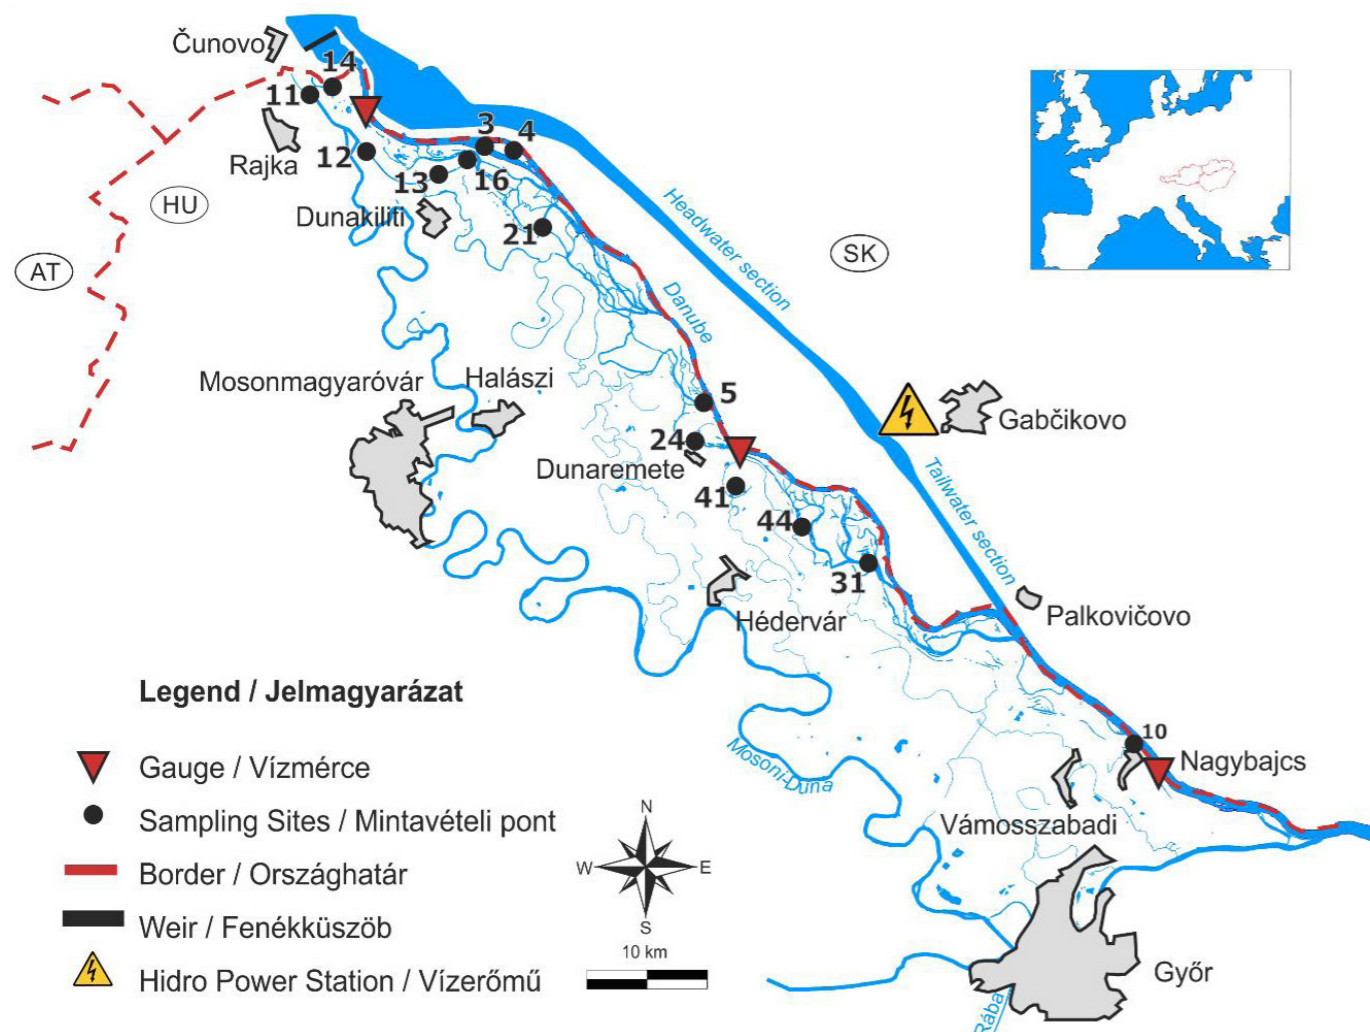 Čunovo
14
11
Rajka
12
3
4
13
16
HU
Dunakiliti
21
AT
SK
Headwater section
Danube
Mosonmagyaróvár
Halászi
5
Gabčikovo
24
Dunaremete
41
44
Tailwater section
31
Hédervár
Palkovičovo
Mosoni-Duna
10
Nagybajcs
Vámosszabadi
Győr
Rába
Legend / Jelmagyarázat
Gauge / Vízmérce
Sampling Sites / Mintavételi pont
Border / Országhatár
Weir / Fenékküszöb
Hidro Power Station / Vízerőmű
N
W
E
S
10 km